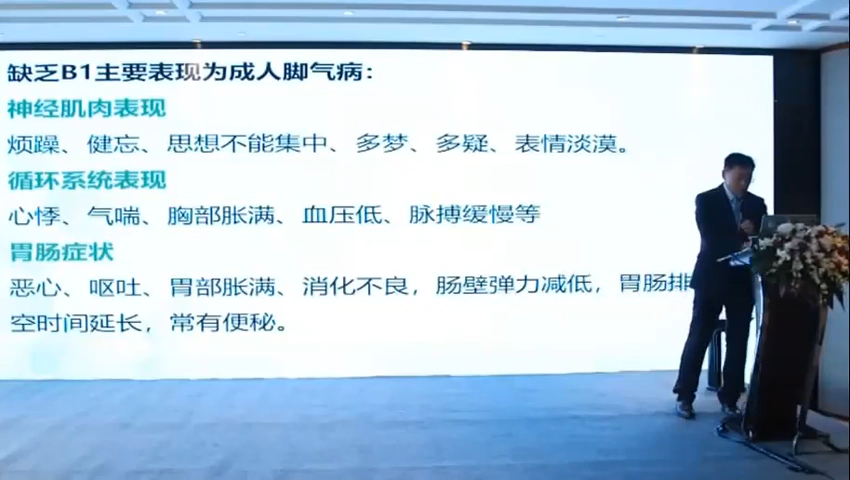 缺乏B1主要表现为成人脚气病：
神经肌肉表现
烦躁、健忘、思想不能集中、多梦、多疑、表情淡漠。
循环系统表现
心悸、气喘、胸部胀满、血压低、脉搏缓慢等
胃肠症状
恶心、呕吐、胃部胀满、消化不良，肠壁弹力减低，胃肠排
空时间延长，常有便秘。